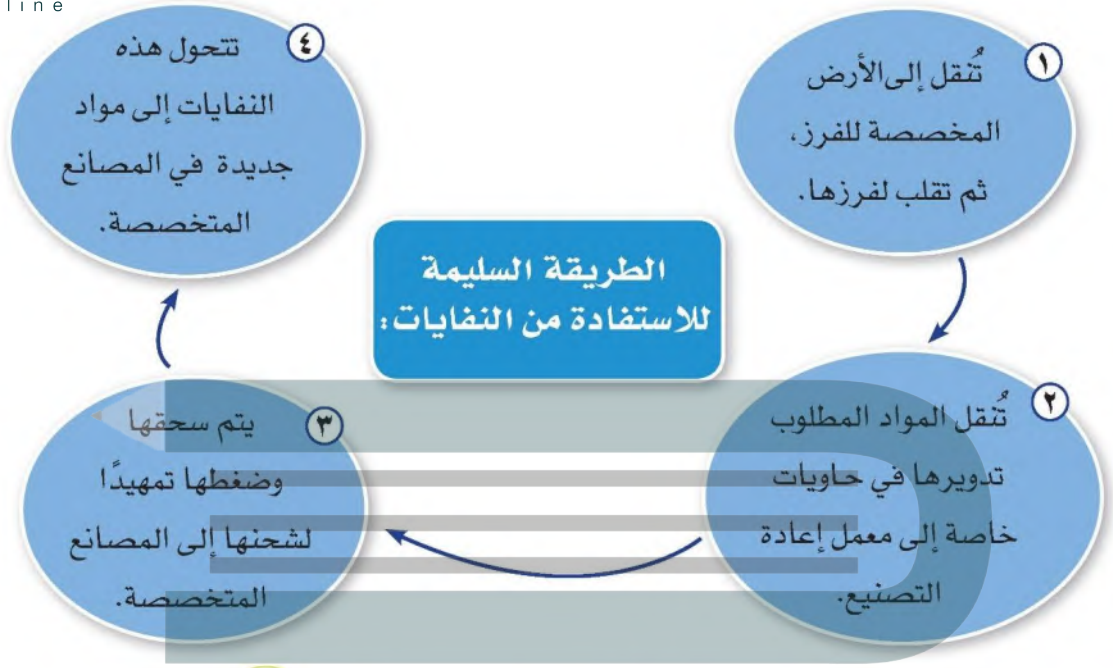 line
الطريقة السليمة
للاستفادة من النفايات:
١
تُنقل إلى الأرض
المخصصة للفرز،
ثم تقلب لفرزها.
٢
تُنقل المواد المطلوب
تدويرها في حاويات
خاصة إلى معمل إعادة
التصنيع.
٣
يتم سحقها
وضغطها تمهيدًا
لشحنها إلى المصانع
المتخصصة.
٤
تتحول هذه
النفايات إلى مواد
جديدة في المصانع
المتخصصة.